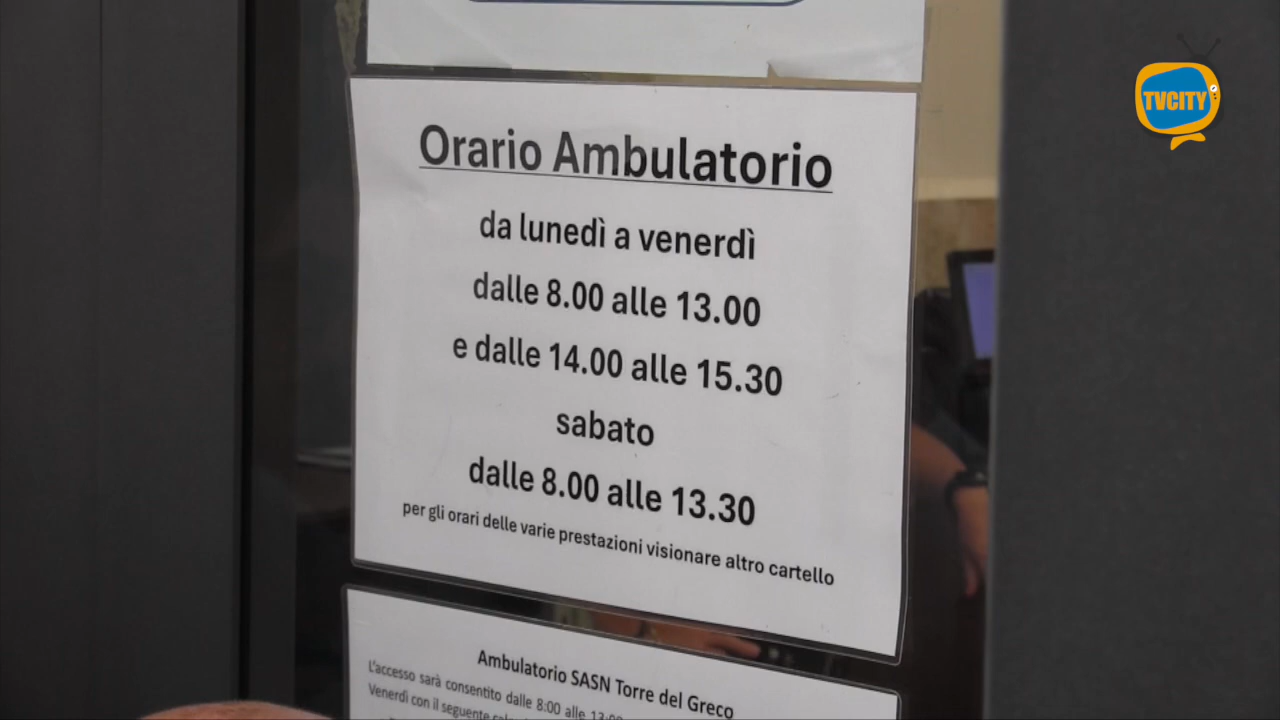 TVCITY
Orario Ambulatorio
da lunedì a venerdì
dalle 8.00 alle 13.00
e dalle 14.00 alle 15.30
sabato
dalle 8.00 alle 13.30
per gli orari delle varie prestazioni visionare altro cartello
Ambulatorio SASN Torre del Greco
L'accesso sarà consentito dalle 8:00 alle
Venerdì con il seguente